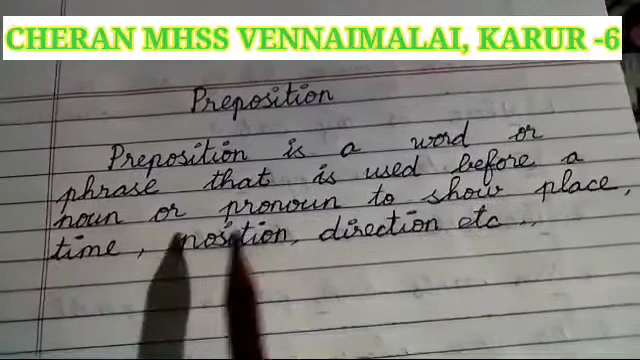 CHERAN MHSS VENNAIMALAI, KARUR -6
Preposition
Preposition is a word or
phrase that is used before a
noun or pronoun to show place,
time, position, direction etc..,